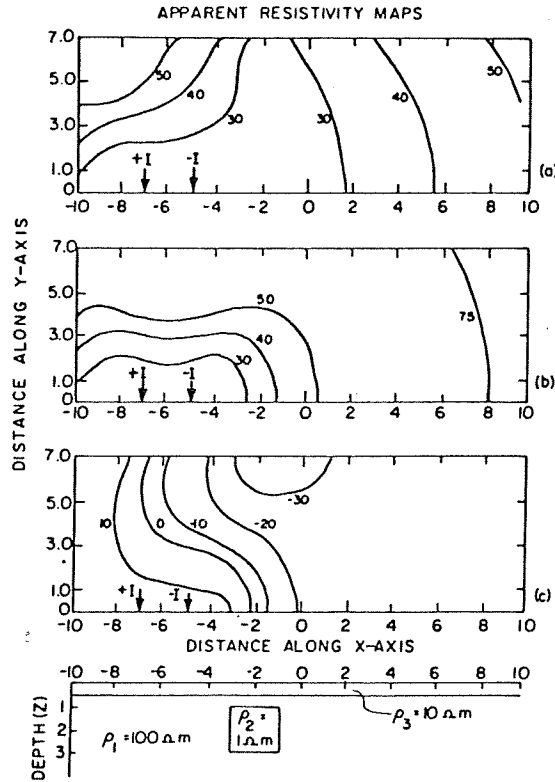 APPARENT RESISTIVITY MAPS
DISTANCE ALONG Y-AXIS
7.0
5.0
3.0
1.0
0
50
40
30
30
40
50
+I
-I
(a)
-10 -8 -6 -4 -2 0 2 4 6 8 10
7.0
5.0
3.0
1.0
0
50
40
30
75
+I
-I
(b)
-10 -8 -6 -4 -2 0 2 4 6 8 10
7.0
5.0
3.0
1.0
0
10
0
-10
-20
-30
+I
-I
(c)
-10 -8 -6 -4 -2 0 2 4 6 8 10
DISTANCE ALONG X-AXIS
-10 -8 -6 -4 -2 0 2 4 6 8 10
DEPTH (Z)
1
2
3
ρ1 = 100 Ω m
ρ2 =
1 Ω m
ρ3 = 10 Ω m